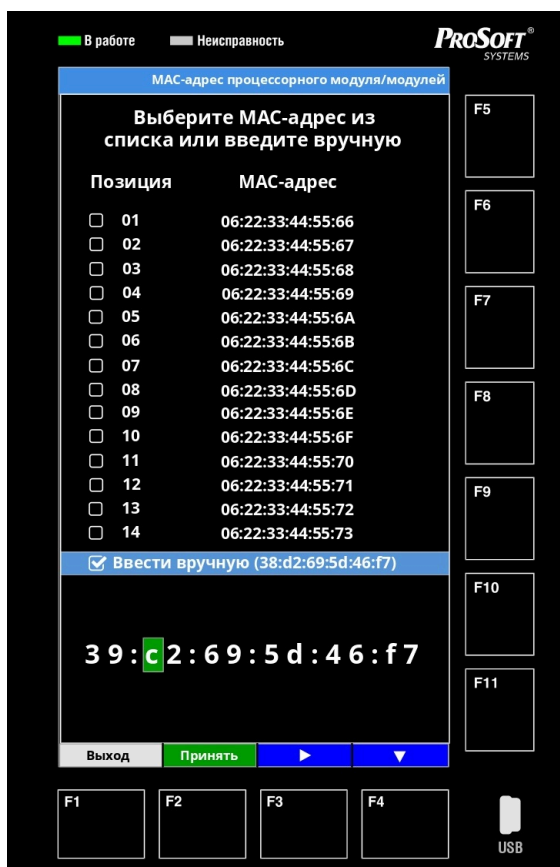 В работе
Неисправность
PROSOFT®
SYSTEMS
МАС-адрес процессорного модуля/модулей
Выберите МАС-адрес из
списка или введите вручную
Позиция МАС-адрес
01 06:22:33:44:55:66
02 06:22:33:44:55:67
03 06:22:33:44:55:68
04 06:22:33:44:55:69
05 06:22:33:44:55:6A
06 06:22:33:44:55:6B
07 06:22:33:44:55:6C
08 06:22:33:44:55:6D
09 06:22:33:44:55:6E
10 06:22:33:44:55:6F
11 06:22:33:44:55:70
12 06:22:33:44:55:71
13 06:22:33:44:55:72
14 06:22:33:44:55:73
Ввести вручную (38:d2:69:5d:46:f7)
39:c2:69:5d:46:f7
Выход
Принять
F5
F6
F7
F8
F9
F10
F11
F1
F2
F3
F4
USB